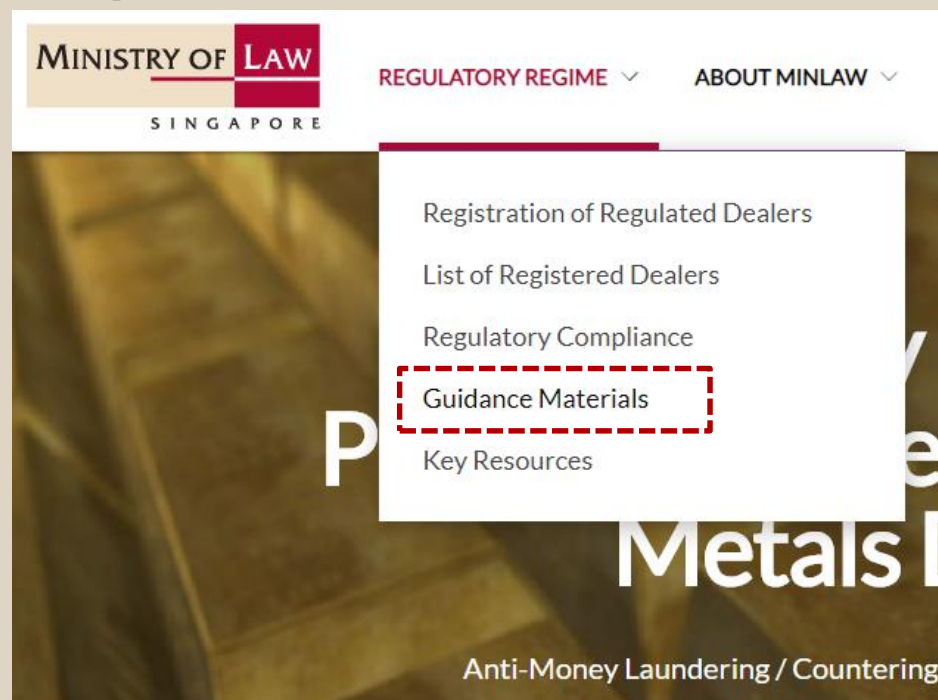 MINISTRY OF LAW
SINGAPORE
REGULATORY REGIME
ABOUT MINLAW
Registration of Regulated Dealers
List of Registered Dealers
Regulatory Compliance
Guidance Materials
Key Resources
Metals
Anti-Money Laundering / Countering